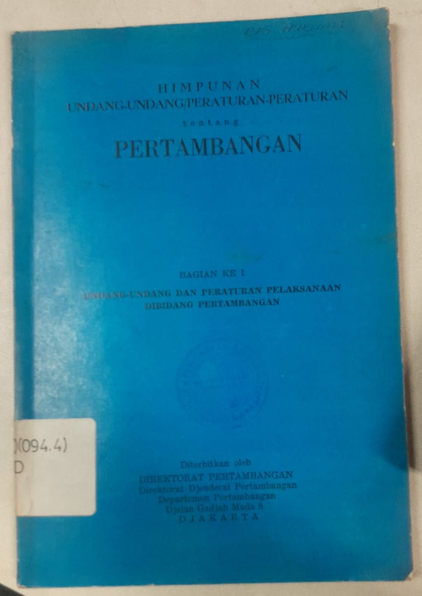 HIMPUNAN
UNDANG-UNDANG/PERATURAN-PERATURAN
tentang
PERTAMBANGAN
BAGIAN KE I
UNDANG-UNDANG DAN PERATURAN PELAKSANAAN
DIBIDANG PERTAMBANGAN
)(094.4)
D
Diterbitkan oleh
DIREKTORAT PERTAMBANGAN
Direktorat Djenderal Pertambangan
Departemen Pertambangan
Djalan Gadjah Mada 8
DJAKARTA